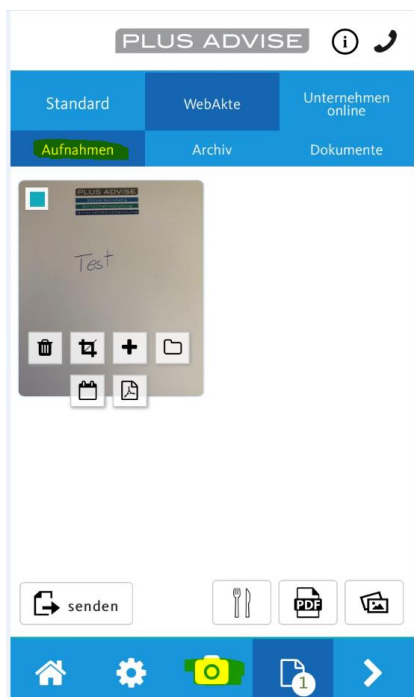 PLUS ADVISE
Standard
WebAkte
Unternehmen
online
Aufnahmen
Archiv
Dokumente
PLUS ADVISE
Test
senden
PDF
1